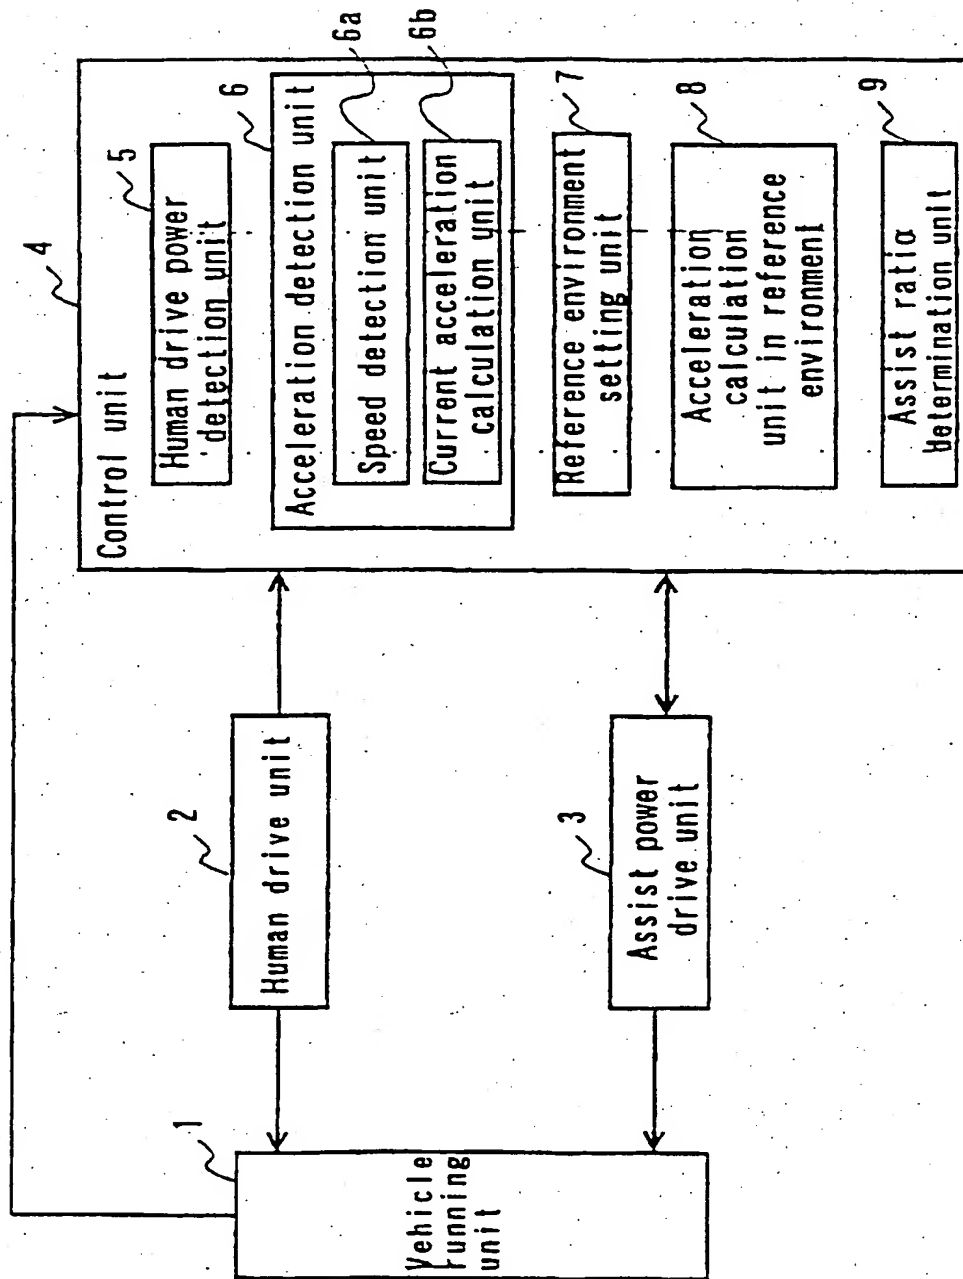 4
Control unit
5
Human drive power
detection unit
6
Acceleration detection unit
6a
Speed detection unit
6b
Current acceleration
calculation unit
7
Reference environment
setting unit
8
Acceleration
calculation
unit in reference
environment
9
Assist ratio α
determination unit
2
Human drive unit
3
Assist power
drive unit
1
Vehicle
running
unit